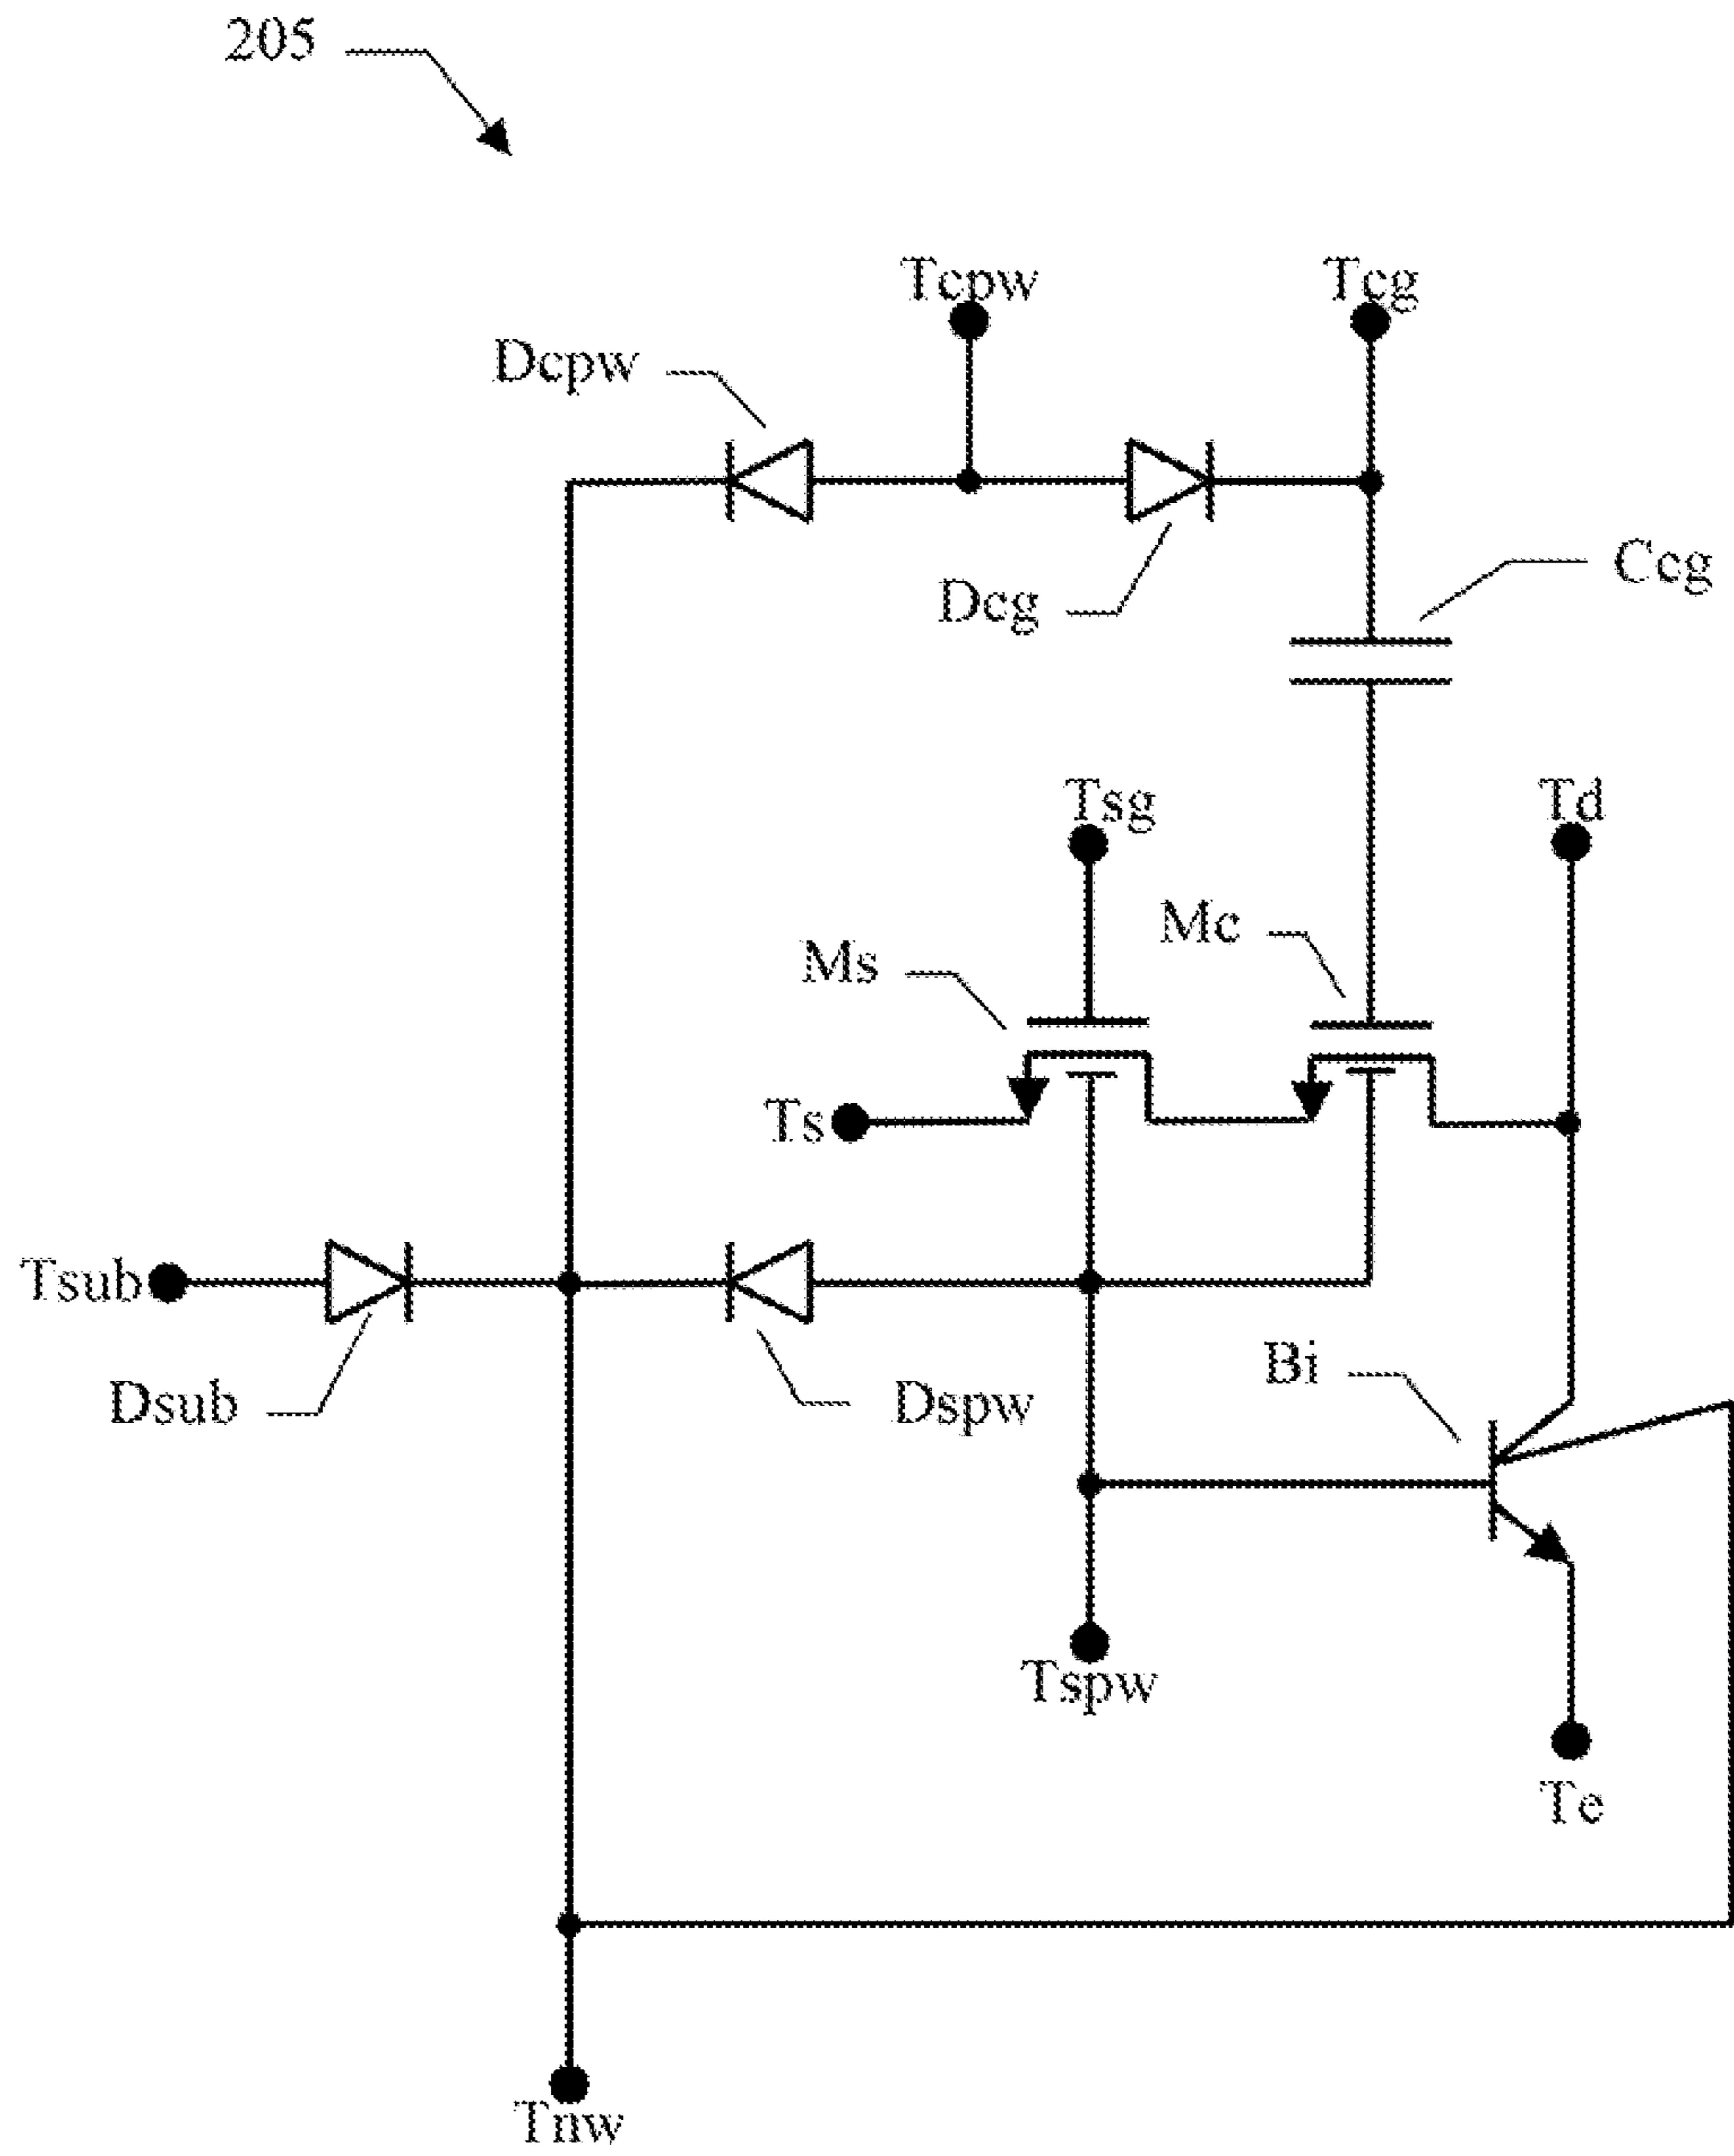 205
Tcpw
Tcg
Dcpw
Ccg
Dcg
Tsg
Td
Mc
Ms
Ts
Tsub
Bi
Dsub
Dspw
Tspw
Te
Tnw